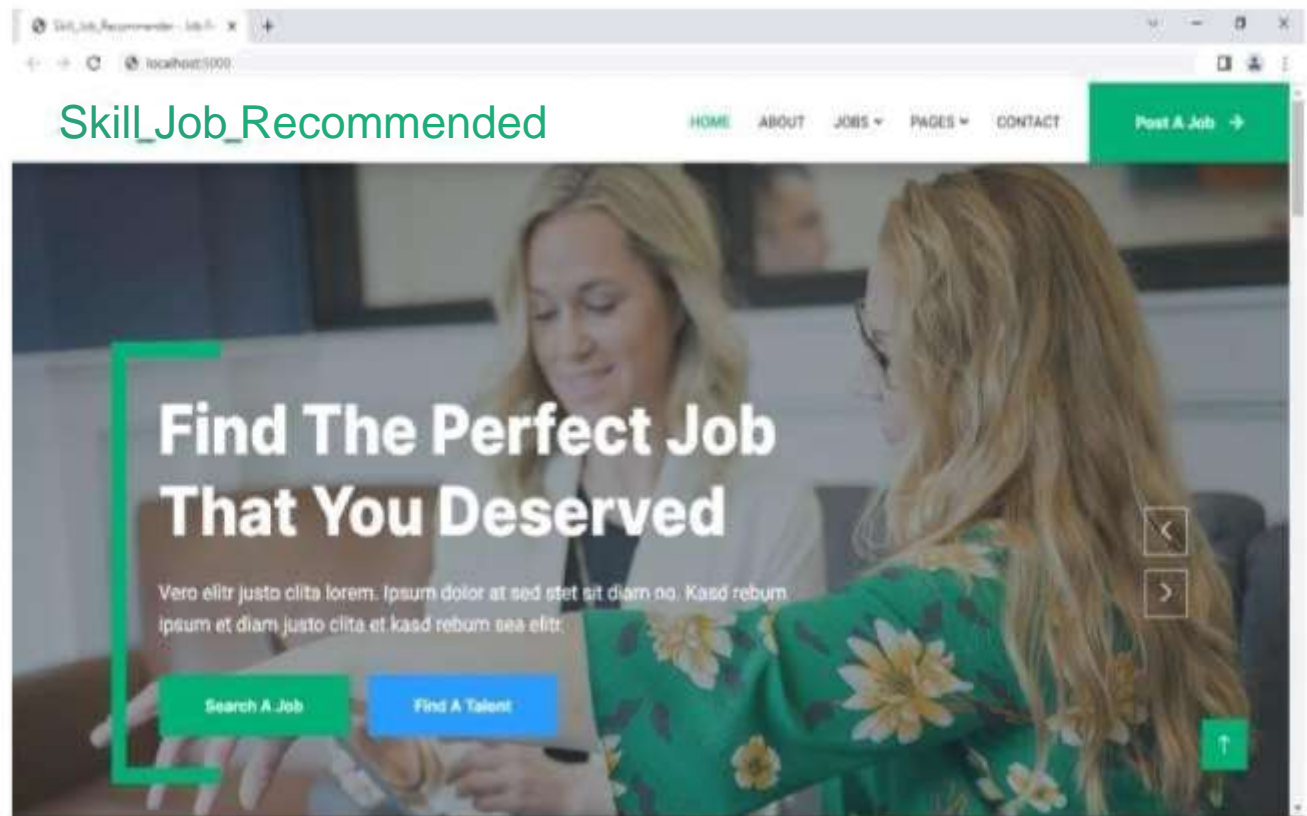 Skill_Job_Recommender - Job
localhost:5000
Skill_Job_Recommended
HOME ABOUT JOBS PAGES CONTACT Post A Job →
Find The Perfect Job
That You Deserved
Vero elitr justo clita lorem. Ipsum dolor at sed stet sit diam no. Kasd rebum
ipsum et diam justo clita et kasd rebum sea elitr.
Search A Job Find A Talent